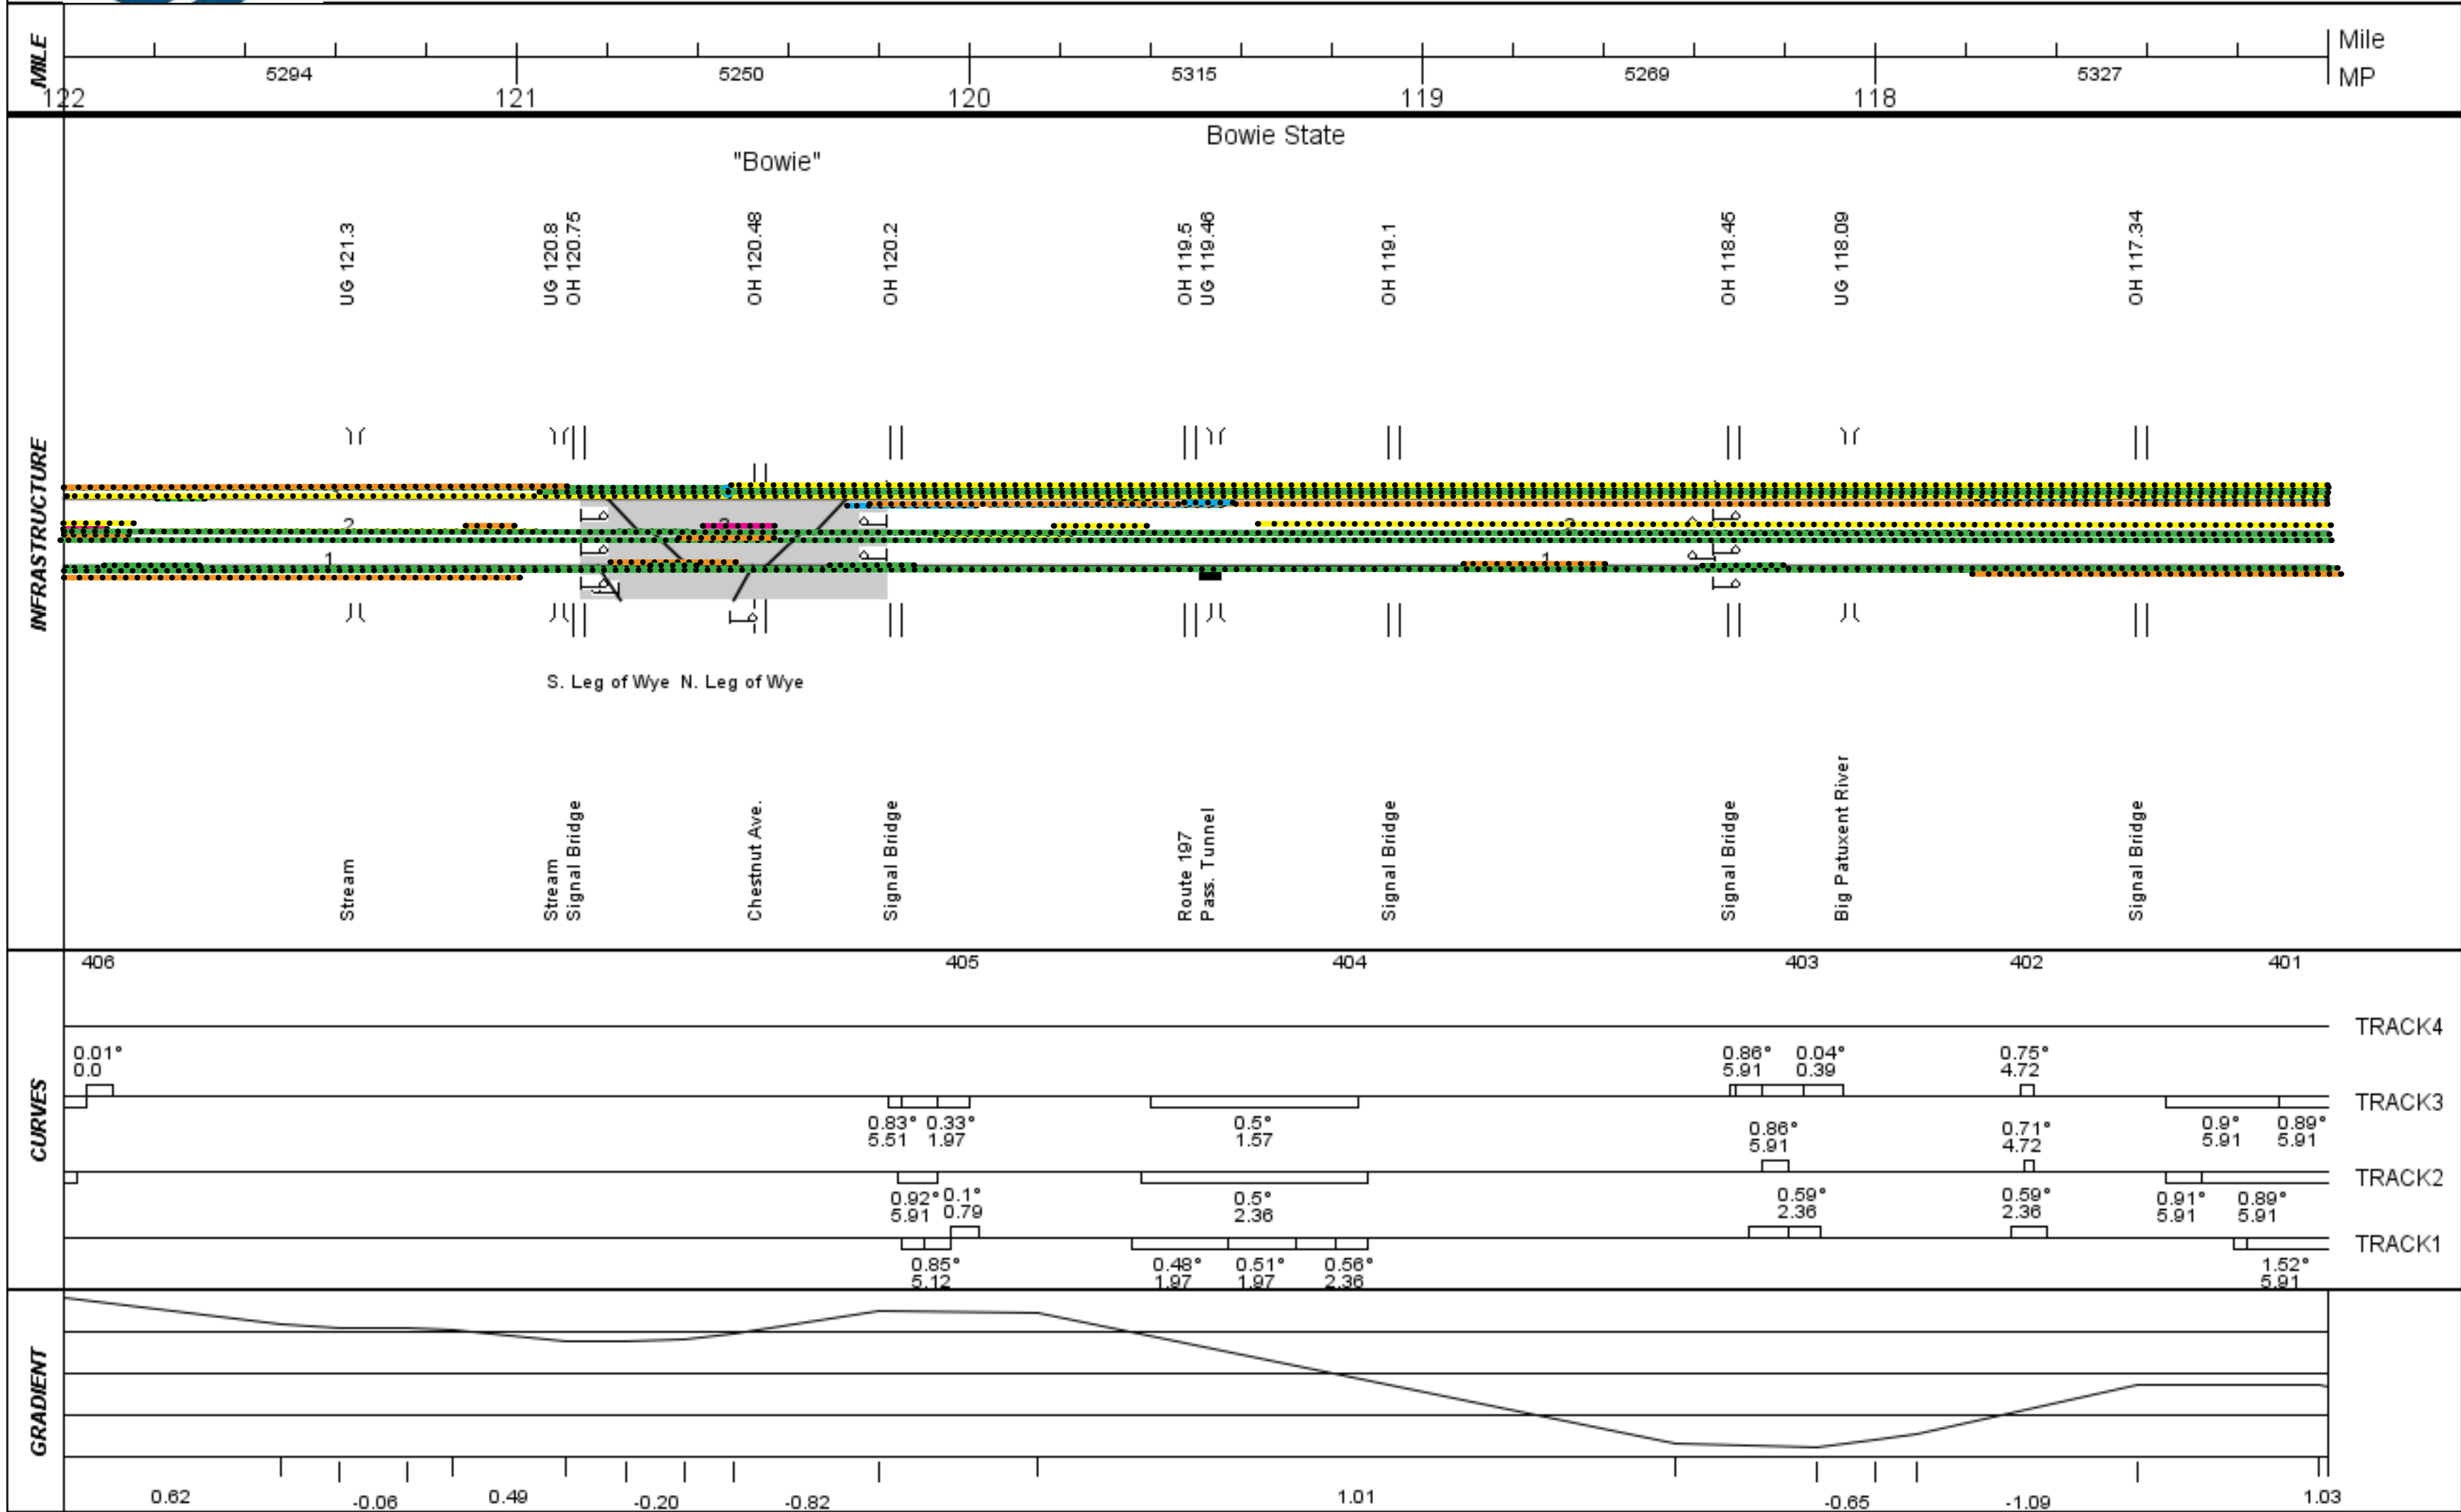 MILE
Mile
5294 5250 5315 5269 5327
MP
122 121 120 119 118
Bowie State
"Bowie"
UG 121.3
UG 120.8
OH 120.75
OH 120.48
OH 120.2
OH 119.5
UG 119.46
OH 119.1
OH 118.45
UG 118.09
OH 117.34
INFRASTRUCTURE
2
1
1
S. Leg of Wye N. Leg of Wye
Stream
Stream
Signal Bridge
Chestnut Ave.
Signal Bridge
Route 197
Pass. Tunnel
Signal Bridge
Signal Bridge
Big Patuxent River
Signal Bridge
406 405 404 403 402 401
CURVES
TRACK4
0.01° 0.86° 0.04° 0.75°
0.0 5.91 0.39 4.72
TRACK3
0.83° 0.33° 0.5° 0.9° 0.89°
5.51 1.97 1.57 5.91 5.91
0.86° 0.71°
5.91 4.72
TRACK2
0.92° 0.1° 0.5° 0.59° 0.59° 0.91° 0.89°
5.91 0.79 2.36 2.36 2.36 5.91 5.91
TRACK1
0.85° 0.48° 0.51° 0.56° 1.52°
5.12 1.97 1.97 2.36 5.91
GRADIENT
0.62 -0.06 0.49 -0.20 -0.82 1.01 -0.65 -1.09 1.03